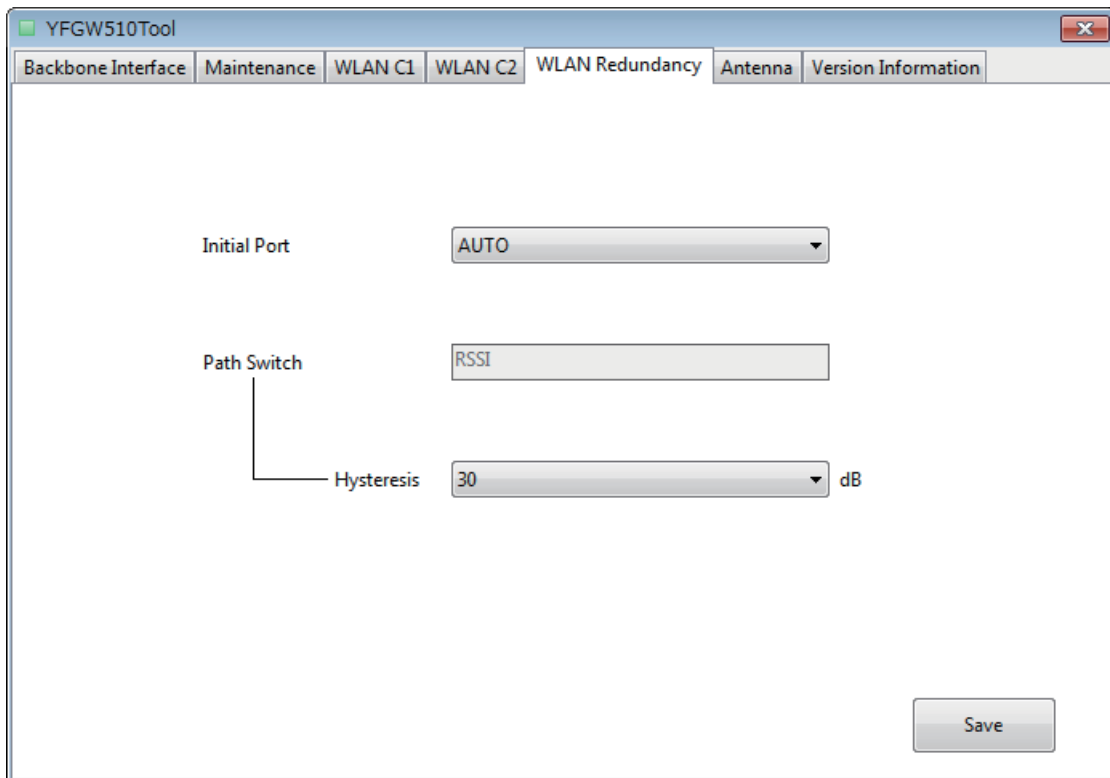 YFGW510Tool
Backbone Interface Maintenance WLAN C1 WLAN C2 WLAN Redundancy Antenna Version Information
Initial Port AUTO
Path Switch RSSI
Hysteresis 30 dB
Save